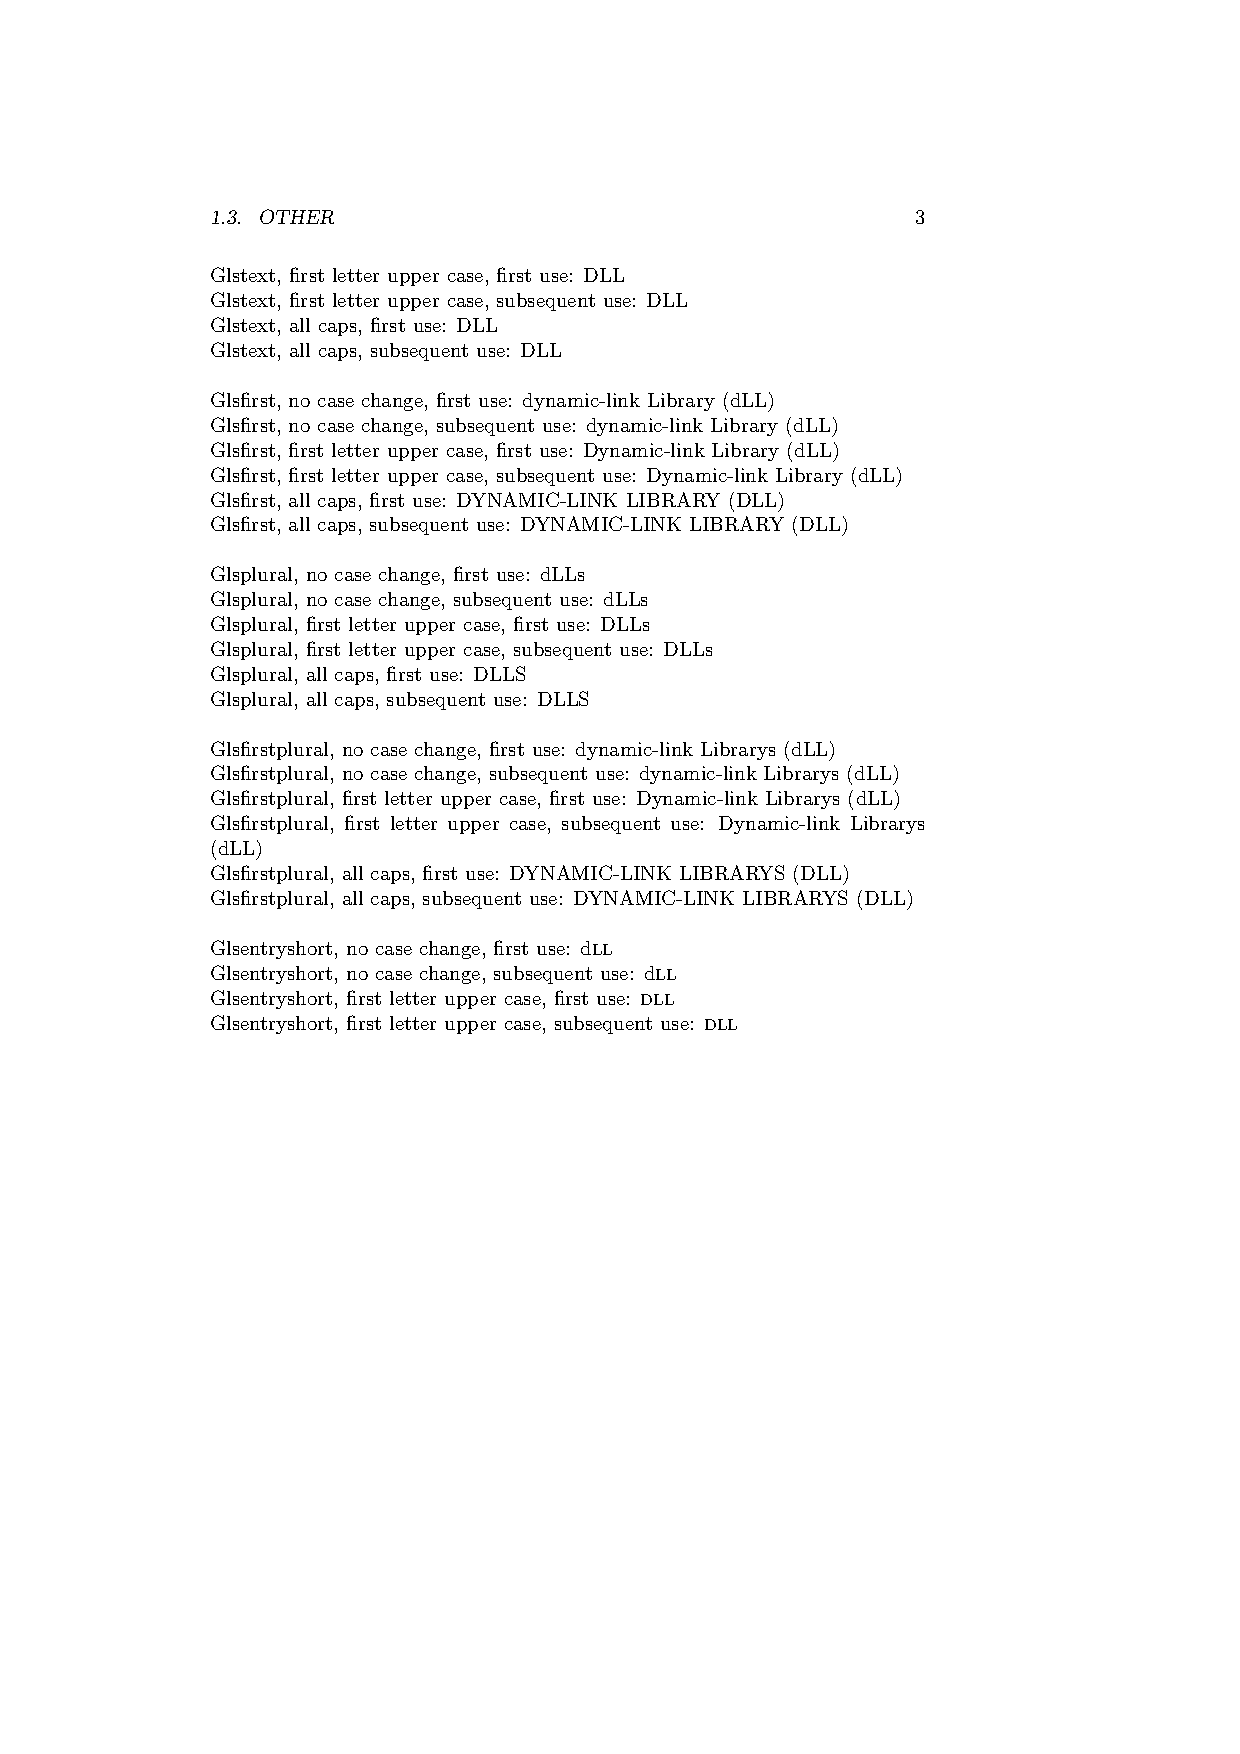 1.3. OTHER 3
Glstext, first letter upper case, first use: DLL
Glstext, first letter upper case, subsequent use: DLL
Glstext, all caps, first use: DLL
Glstext, all caps, subsequent use: DLL
Glsfirst, no case change, first use: dynamic-link Library (dLL)
Glsfirst, no case change, subsequent use: dynamic-link Library (dLL)
Glsfirst, first letter upper case, first use: Dynamic-link Library (dLL)
Glsfirst, first letter upper case, subsequent use: Dynamic-link Library (dLL)
Glsfirst, all caps, first use: DYNAMIC-LINK LIBRARY (DLL)
Glsfirst, all caps, subsequent use: DYNAMIC-LINK LIBRARY (DLL)
Glsplural, no case change, first use: dLLs
Glsplural, no case change, subsequent use: dLLs
Glsplural, first letter upper case, first use: DLLs
Glsplural, first letter upper case, subsequent use: DLLs
Glsplural, all caps, first use: DLLS
Glsplural, all caps, subsequent use: DLLS
Glsfirstplural, no case change, first use: dynamic-link Librarys (dLL)
Glsfirstplural, no case change, subsequent use: dynamic-link Librarys (dLL)
Glsfirstplural, first letter upper case, first use: Dynamic-link Librarys (dLL)
Glsfirstplural, first letter upper case, subsequent use: Dynamic-link Librarys
(dLL)
Glsfirstplural, all caps, first use: DYNAMIC-LINK LIBRARYS (DLL)
Glsfirstplural, all caps, subsequent use: DYNAMIC-LINK LIBRARYS (DLL)
Glsentryshort, no case change, first use: dLL
Glsentryshort, no case change, subsequent use: dLL
Glsentryshort, first letter upper case, first use: DLL
Glsentryshort, first letter upper case, subsequent use: DLL